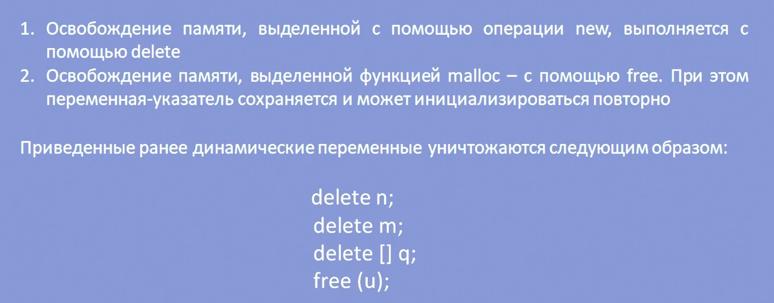 1. Освобождение памяти, выделенной с помощью операции new, выполняется с
помощью delete
2. Освобождение памяти, выделенной функцией malloc – с помощью free. При этом
переменная-указатель сохраняется и может инициализироваться повторно
Приведенные ранее динамические переменные уничтожаются следующим образом:
delete n;
delete m;
delete [] q;
free (u);